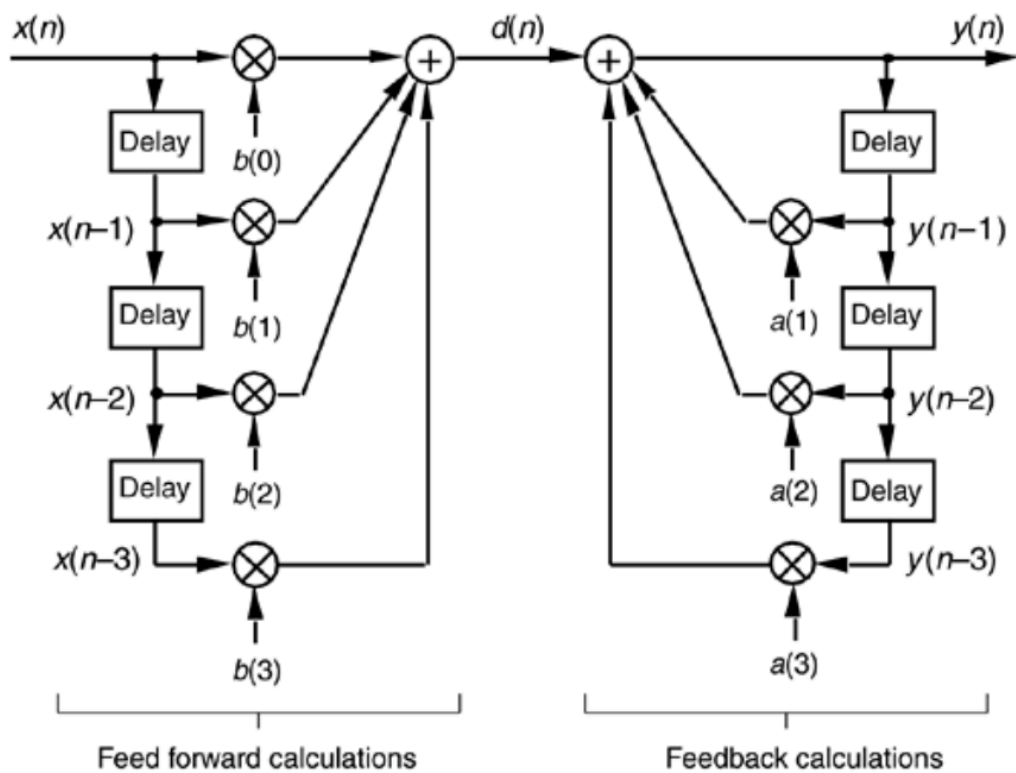 x(n)
d(n)
y(n)
+
+
Delay
b(0)
Delay
x(n–1)
y(n–1)
Delay
b(1)
a(1)
Delay
x(n–2)
y(n–2)
Delay
b(2)
a(2)
Delay
x(n–3)
y(n–3)
b(3)
a(3)
Feed forward calculations
Feedback calculations